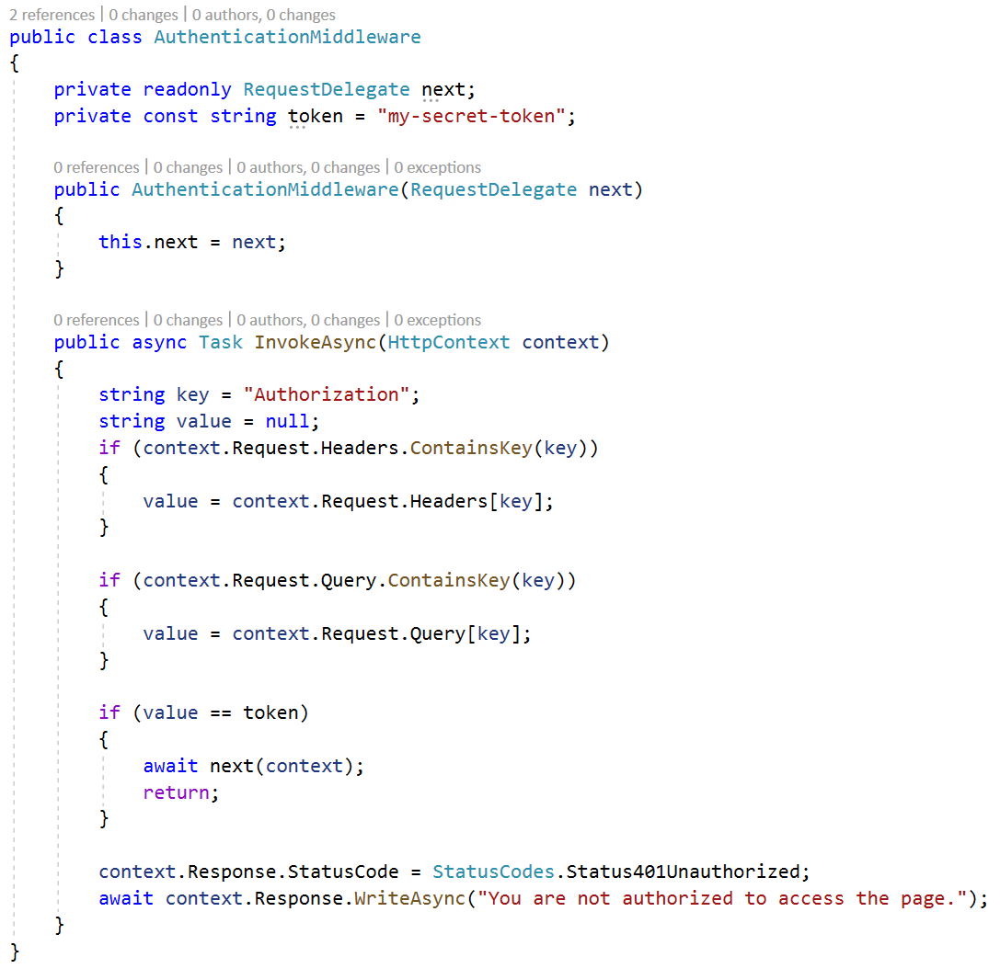 2 references | 0 changes | 0 authors, 0 changes
public class AuthenticationMiddleware
{
    private readonly RequestDelegate next;
    private const string token = "my-secret-token";

    0 references | 0 changes | 0 authors, 0 changes | 0 exceptions
    public AuthenticationMiddleware(RequestDelegate next)
    {
        this.next = next;
    }

    0 references | 0 changes | 0 authors, 0 changes | 0 exceptions
    public async Task InvokeAsync(HttpContext context)
    {
        string key = "Authorization";
        string value = null;
        if (context.Request.Headers.ContainsKey(key))
        {
            value = context.Request.Headers[key];
        }

        if (context.Request.Query.ContainsKey(key))
        {
            value = context.Request.Query[key];
        }

        if (value == token)
        {
            await next(context);
            return;
        }

        context.Response.StatusCode = StatusCodes.Status401Unauthorized;
        await context.Response.WriteAsync("You are not authorized to access the page.");
    }
}